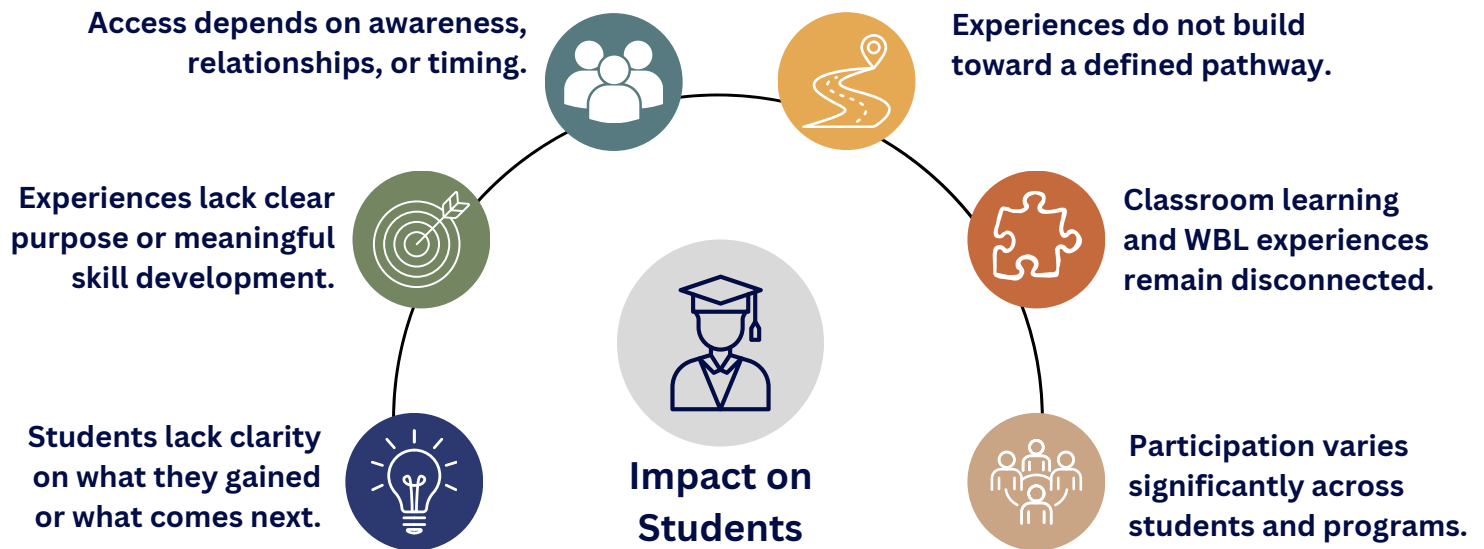 Access depends on awareness,
relationships, or timing.
Experiences do not build
toward a defined pathway.
Experiences lack clear
purpose or meaningful
skill development.
Classroom learning
and WBL experiences
remain disconnected.
Students lack clarity
on what they gained
or what comes next.
Impact on
Students
Participation varies
significantly across
students and programs.